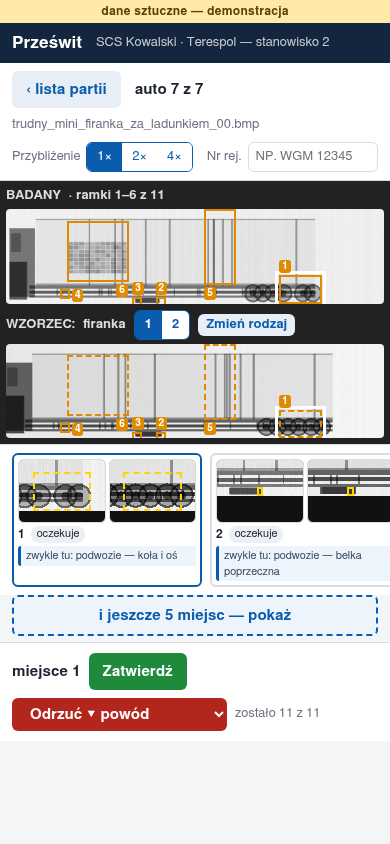 dane sztuczne — demonstracja
Prześwit SCS Kowalski · Terespol — stanowisko 2
‹ lista partii auto 7 z 7
trudny_mini_firanka_za_ladunkiem_00.bmp
Przybliżenie 1× 2× 4× Nr rej. NP. WGM 12345
BADANY · ramki 1–6 z 11
1
4 6 3 2 5
WZORZEC: firanka 1 2 Zmień rodzaj
1
4 6 3 2 5
1 oczekuje
zwykle tu: podwozie — koła i oś
2 oczekuje
zwykle tu: podwozie — belka
poprzeczna
i jeszcze 5 miejsc — pokaż
miejsce 1 Zatwierdź
Odrzuć ▾ powód zostało 11 z 11